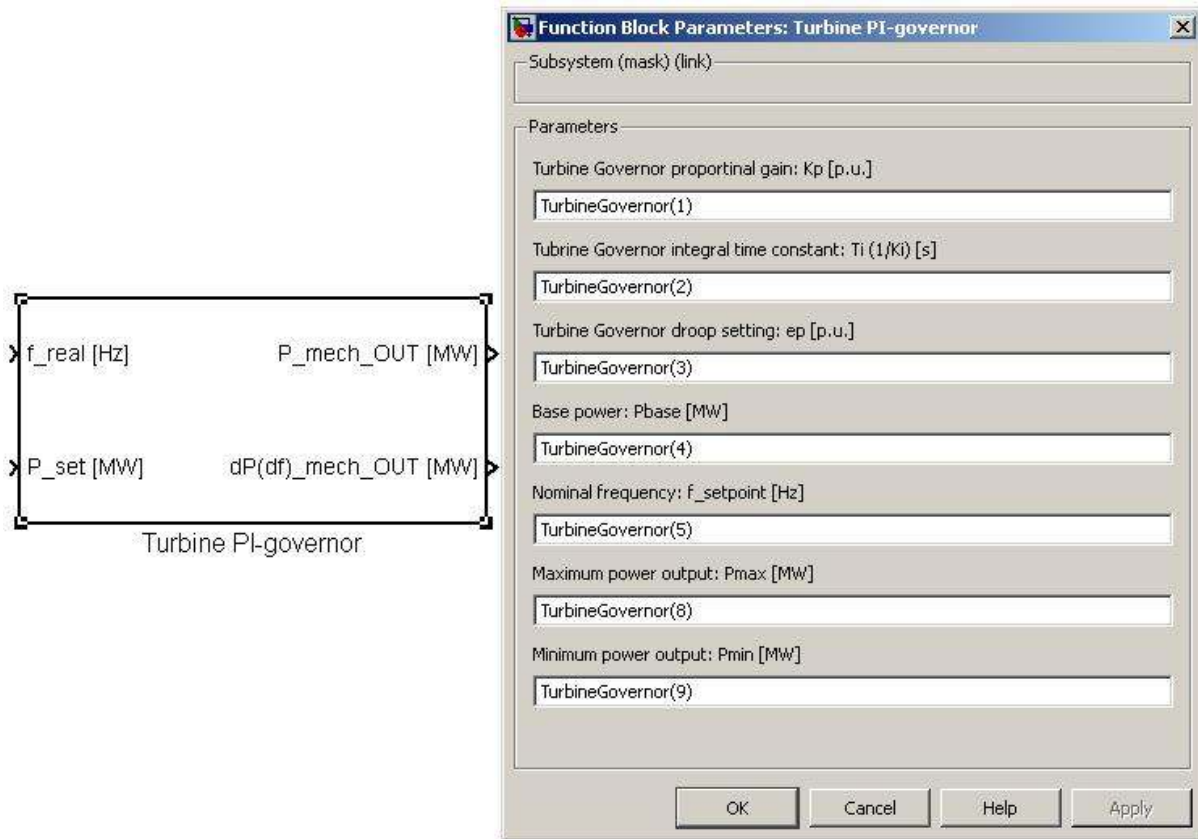 Function Block Parameters: Turbine PI-governor
Subsystem (mask) (link)
Parameters
Turbine Governor proportinal gain: Kp [p.u.]
TurbineGovernor(1)
Tubrine Governor integral time constant: Ti (1/Ki) [s]
TurbineGovernor(2)
Turbine Governor droop setting: ep [p.u.]
TurbineGovernor(3)
Base power: Pbase [MW]
TurbineGovernor(4)
Nominal frequency: f_setpoint [Hz]
TurbineGovernor(5)
Maximum power output: Pmax [MW]
TurbineGovernor(8)
Minimum power output: Pmin [MW]
TurbineGovernor(9)
OK Cancel Help Apply
f_real [Hz] P_mech_OUT [MW]
P_set [MW] dP(df)_mech_OUT [MW]
Turbine PI-governor